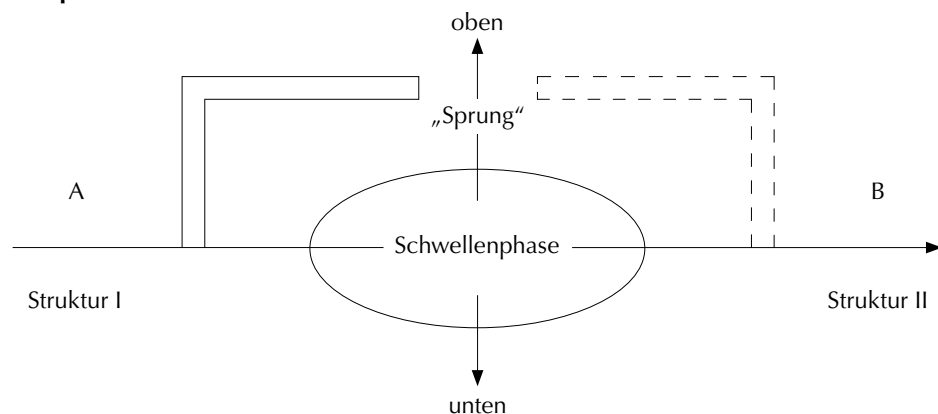 oben
„Sprung“
A
B
Schwellenphase
Struktur I
Struktur II
unten